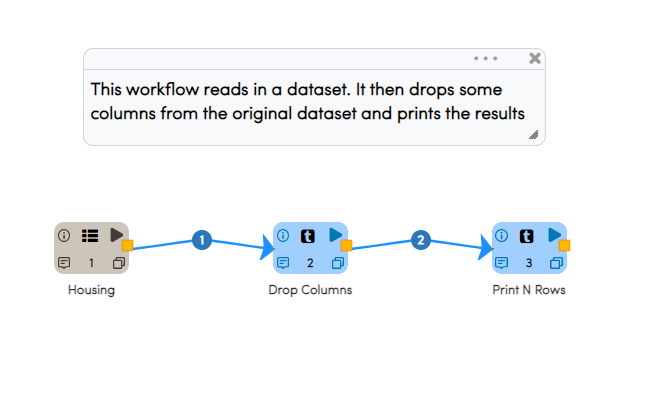 This workflow reads in a dataset. It then drops some
columns from the original dataset and prints the results
1
2
1
2
3
Housing
Drop Columns
Print N Rows